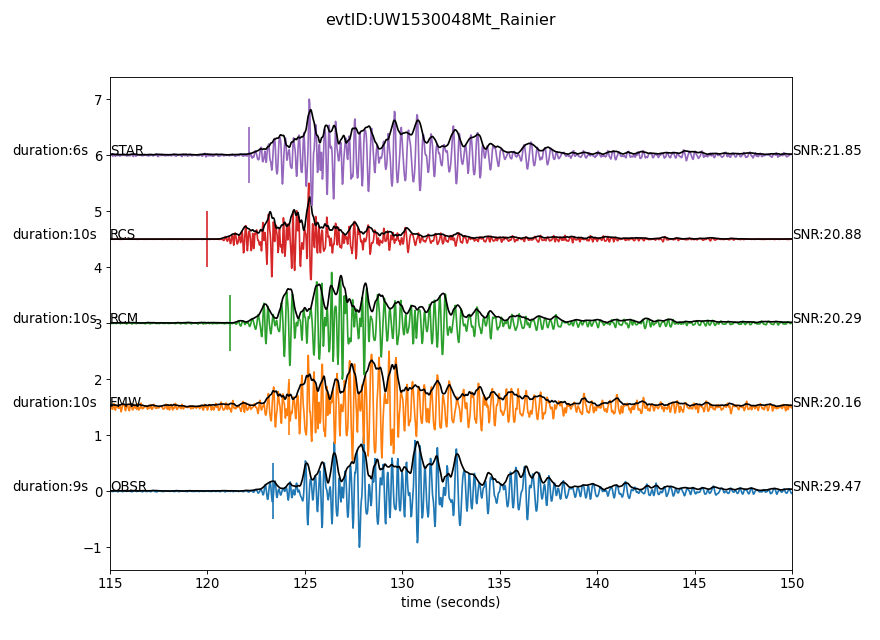 evtID:UW1530048Mt_Rainier
7
duration:6s STAR SNR:21.85
6
5
duration:10s RCS SNR:20.88
4
duration:10s RCM SNR:20.29
3
2
duration:10s FMW SNR:20.16
1
duration:9s OBSR SNR:29.47
0
−1
115 120 125 130 135 140 145 150
time (seconds)